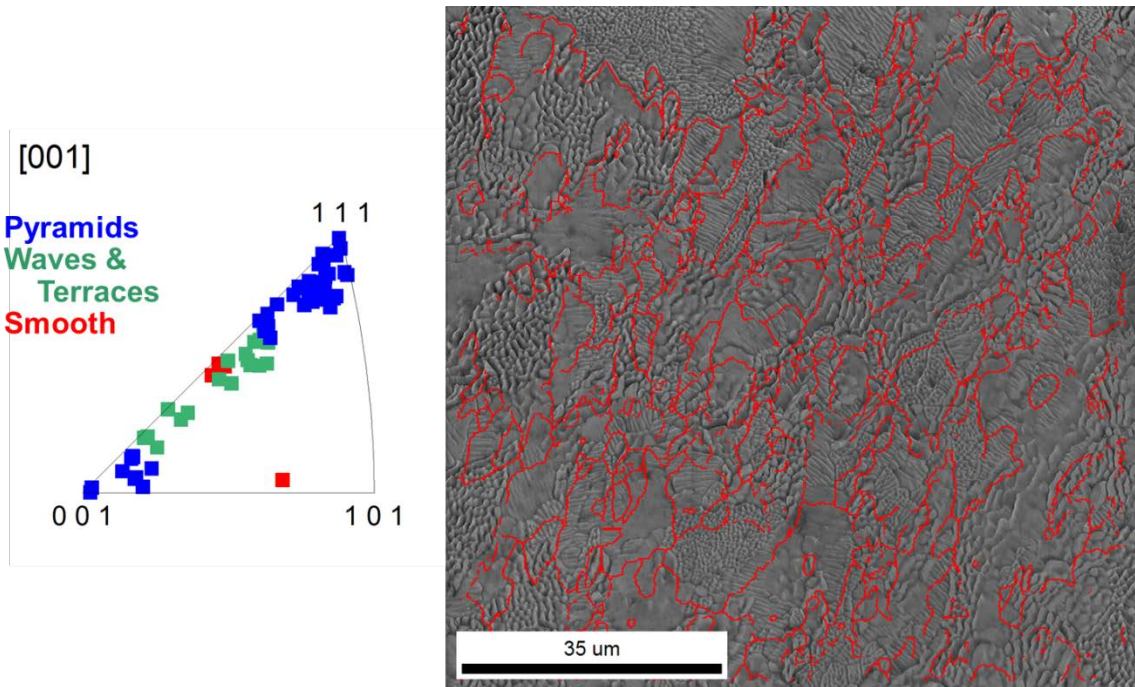 [001]
1 1 1
Pyramids
Waves &
Terraces
Smooth
0 0 1
1 0 1
35 um